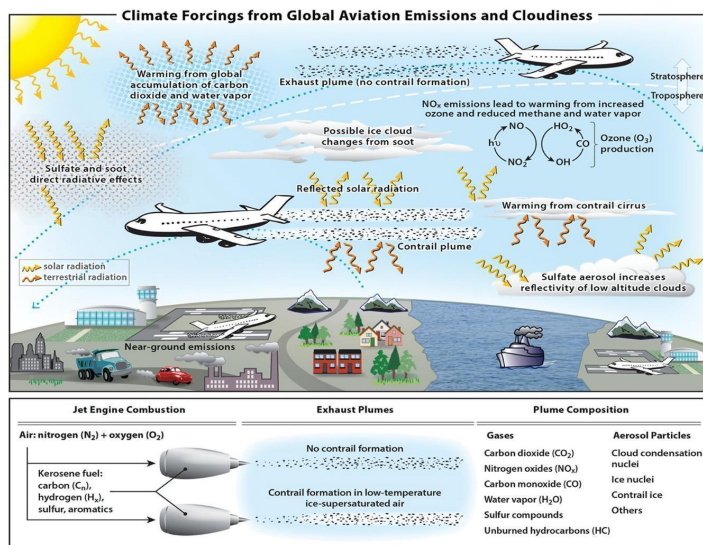 Climate Forcings from Global Aviation Emissions and Cloudiness
Warming from global
accumulation of carbon
dioxide and water vapor
Exhaust plume (no contrail formation)
Stratosphere
Troposphere
NOₓ emissions lead to warming from increased
ozone and reduced methane and water vapor
NO
HO₂
hυ
CO
NO₂
OH
Ozone (O₃)
production
Possible ice cloud
changes from soot
Sulfate and soot
direct radiative effects
Reflected solar radiation
Warming from contrail cirrus
Contrail plume
solar radiation
terrestrial radiation
Sulfate aerosol increases
reflectivity of low altitude clouds
Near-ground emissions
Jet Engine Combustion
Air: nitrogen (N₂) + oxygen (O₂)
Kerosene fuel:
carbon (Cₙ),
hydrogen (Hₓ),
sulfur, aromatics
Exhaust Plumes
No contrail formation
Contrail formation in low-temperature
ice-supersaturated air
Plume Composition
Gases
Carbon dioxide (CO₂)
Nitrogen oxides (NOₓ)
Carbon monoxide (CO)
Water vapor (H₂O)
Sulfur compounds
Unburned hydrocarbons (HC)
Aerosol Particles
Cloud condensation
nuclei
Ice nuclei
Contrail ice
Others